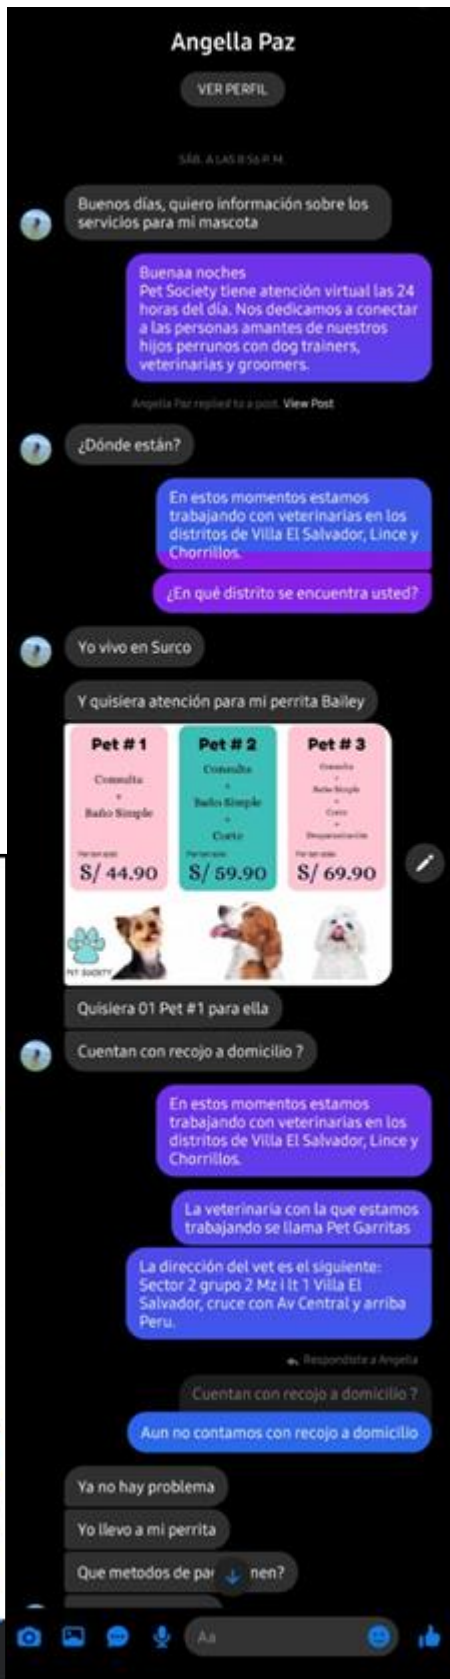 Angella Paz
VER PERFIL
SÁB. A LAS 8:56 P. M.
Buenos días, quiero información sobre los
servicios para mi mascota
Buenaa noches
Pet Society tiene atención virtual las 24
horas del día. Nos dedicamos a conectar
a las personas amantes de nuestros
hijos perrunos con dog trainers,
veterinarias y groomers.
Angella Paz replied to a post. View Post
¿Dónde están?
En estos momentos estamos
trabajando con veterinarias en los
distritos de Villa El Salvador, Lince y
Chorrillos.
¿En qué distrito se encuentra usted?
Yo vivo en Surco
Y quisiera atención para mi perrita Bailey
Pet # 1
Consulta
+
Baño Simple
S/ 44.90
Pet # 2
Consulta
+
Baño Simple
+
Corte
S/ 59.90
Pet # 3
Consulta
+
Baño Simple
+
Corte
+
Desparasitación
S/ 69.90
PET SOCIETY
Quisiera 01 Pet #1 para ella
Cuentan con recojo a domicilio ?
En estos momentos estamos
trabajando con veterinarias en los
distritos de Villa El Salvador, Lince y
Chorrillos.
La veterinaria con la que estamos
trabajando se llama Pet Garritas
La dirección del vet es el siguiente:
Sector 2 grupo 2 Mz i lt 1 Villa El
Salvador, cruce con Av Central y arriba
Peru.
Respondiste a Angella
Cuentan con recojo a domicilio ?
Aun no contamos con recojo a domicilio
Ya no hay problema
Yo llevo a mi perrita
Que metodos de pa nen?
Aa